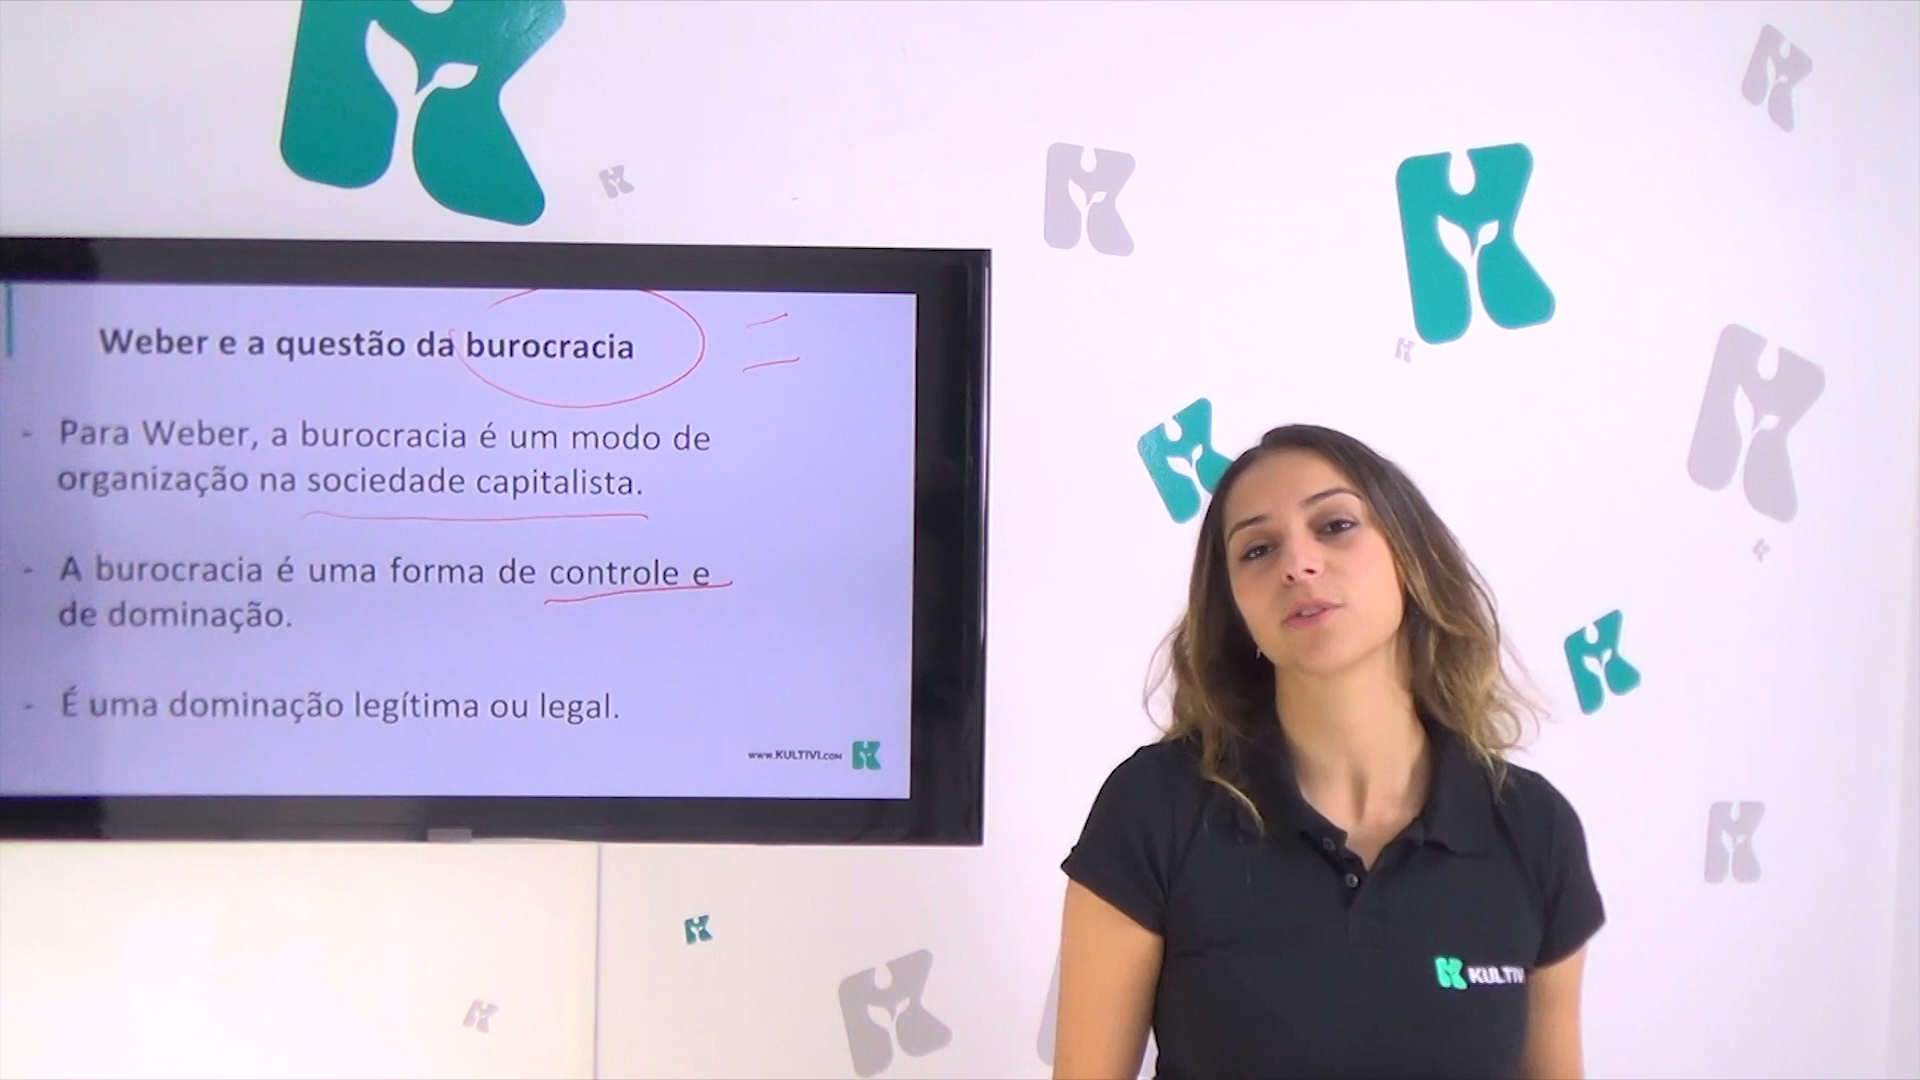 Weber e a questão da burocracia
- Para Weber, a burocracia é um modo de
organização na sociedade capitalista.
- A burocracia é uma forma de controle e
de dominação.
- É uma dominação legítima ou legal.
www.KULTIVI.COM
KULTIVI